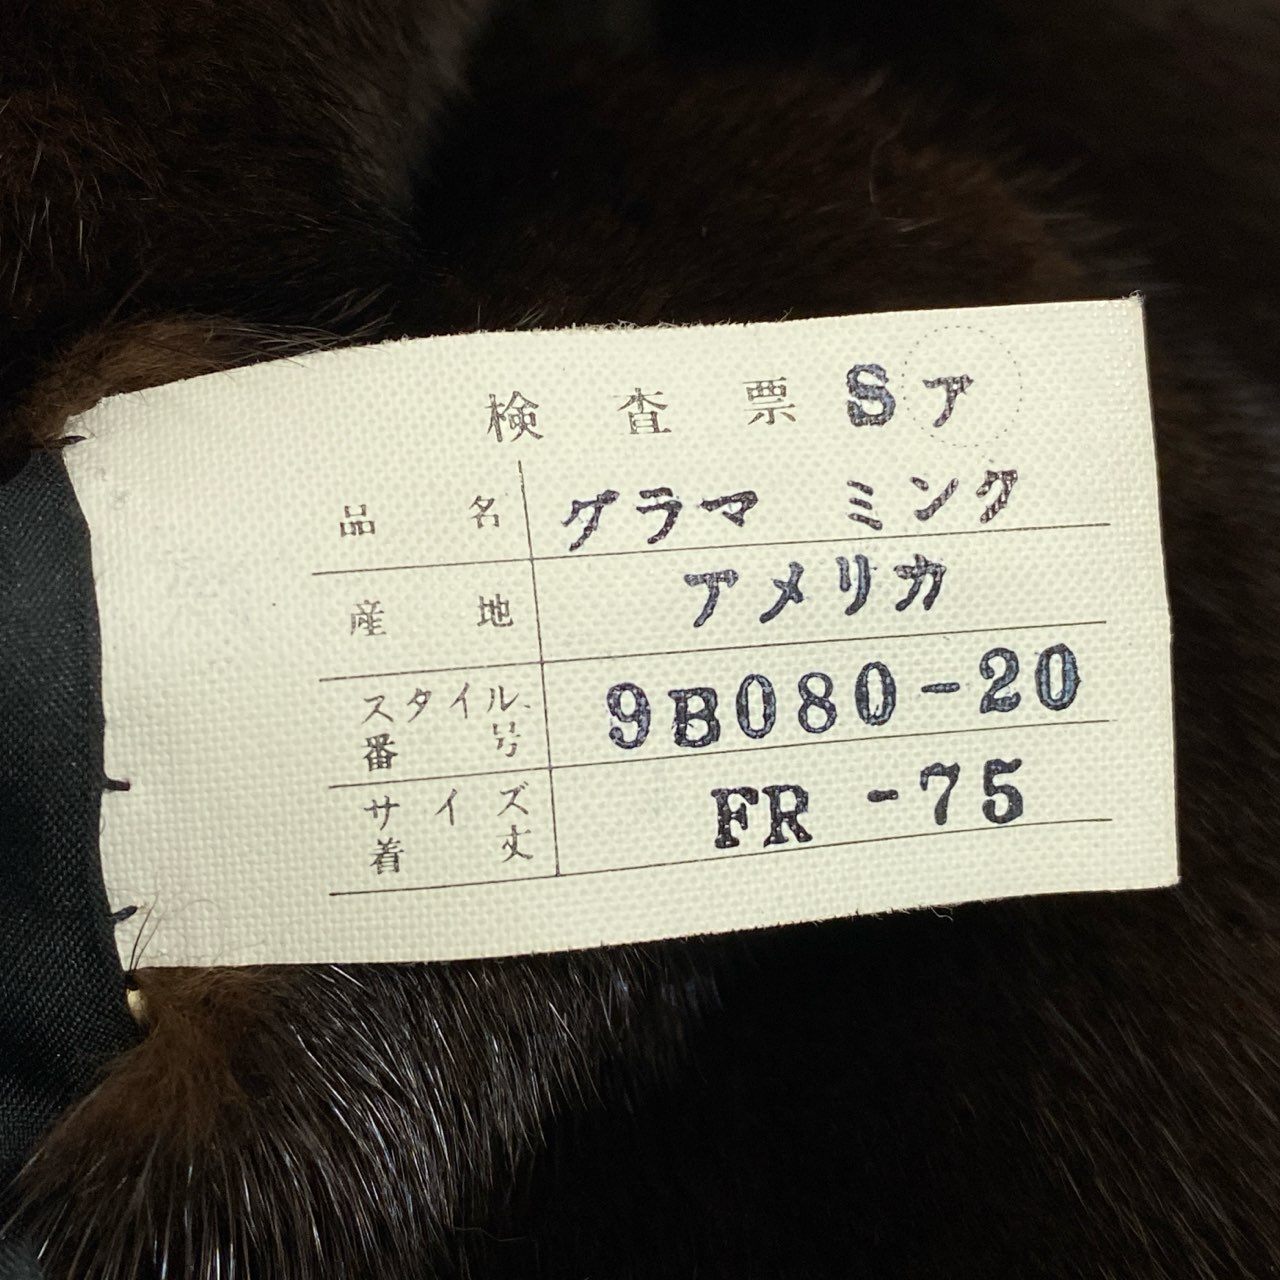 検査票 S ア
品名 グラマ ミンク
産地 アメリカ
スタイル番号 9B080-20
サイズ着丈 FR -75